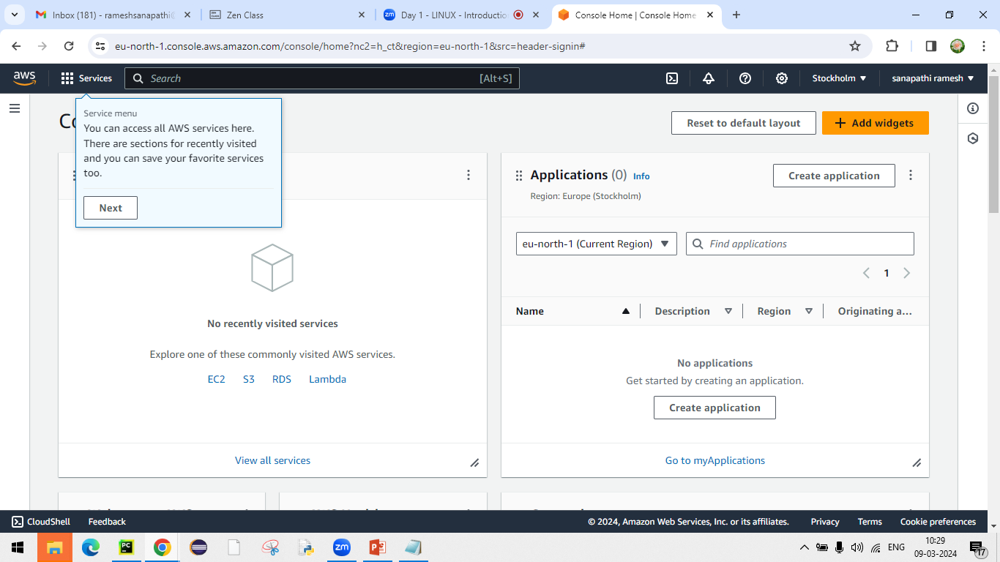 Inbox (181) - rameshsanapathi@
Zen Class
Day 1 - LINUX - Introductio
Console Home | Console Home
eu-north-1.console.aws.amazon.com/console/home?nc2=h_ct&region=eu-north-1&src=header-signin#
aws
Services
Search
[Alt+S]
Stockholm
sanapathi ramesh
Service menu
You can access all AWS services here.
There are sections for recently visited
and you can save your favorite services
too.
Next
Reset to default layout
Add widgets
No recently visited services
Explore one of these commonly visited AWS services.
EC2 S3 RDS Lambda
View all services
Applications (0) Info
Region: Europe (Stockholm)
Create application
eu-north-1 (Current Region)
Find applications
1
Name Description Region Originating a...
No applications
Get started by creating an application.
Create application
Go to myApplications
CloudShell Feedback
© 2024, Amazon Web Services, Inc. or its affiliates. Privacy Terms Cookie preferences
PC
zm
ENG
10:29
09-03-2024
17